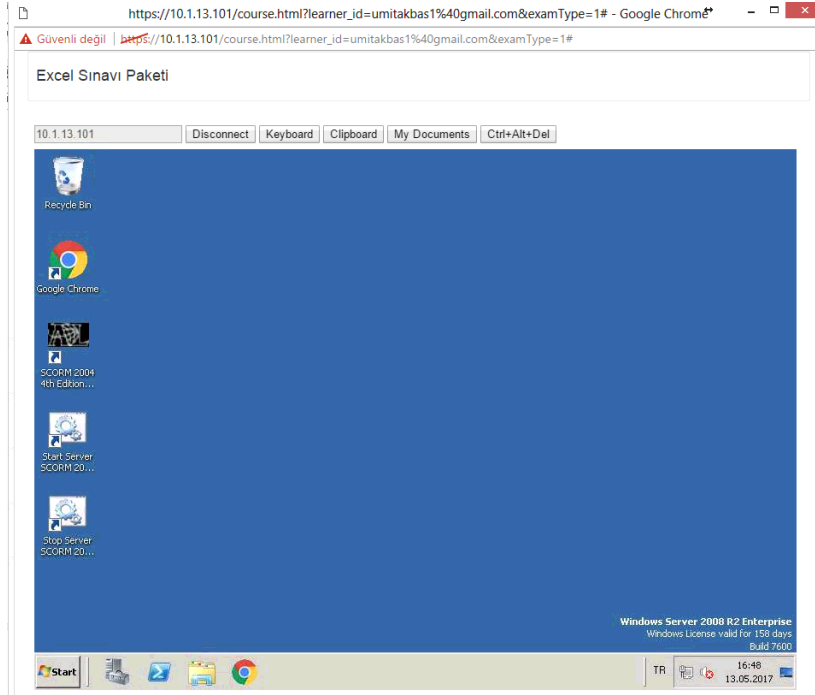 https://10.1.13.101/course.html?learner_id=umitakbas1%40gmail.com&examType=1# - Google Chrome
Güvenli değil | https://10.1.13.101/course.html?learner_id=umitakbas1%40gmail.com&examType=1#
Excel Sınavı Paketi
10.1.13.101 Disconnect Keyboard Clipboard My Documents Ctrl+Alt+Del
Recycle Bin
Google Chrome
ADL
SCORM 2004
4th Edition...
Start Server
SCORM 20...
Stop Server
SCORM 20...
Windows Server 2008 R2 Enterprise
Windows License valid for 158 days
Build 7600
Start TR 16:48
13.05.2017